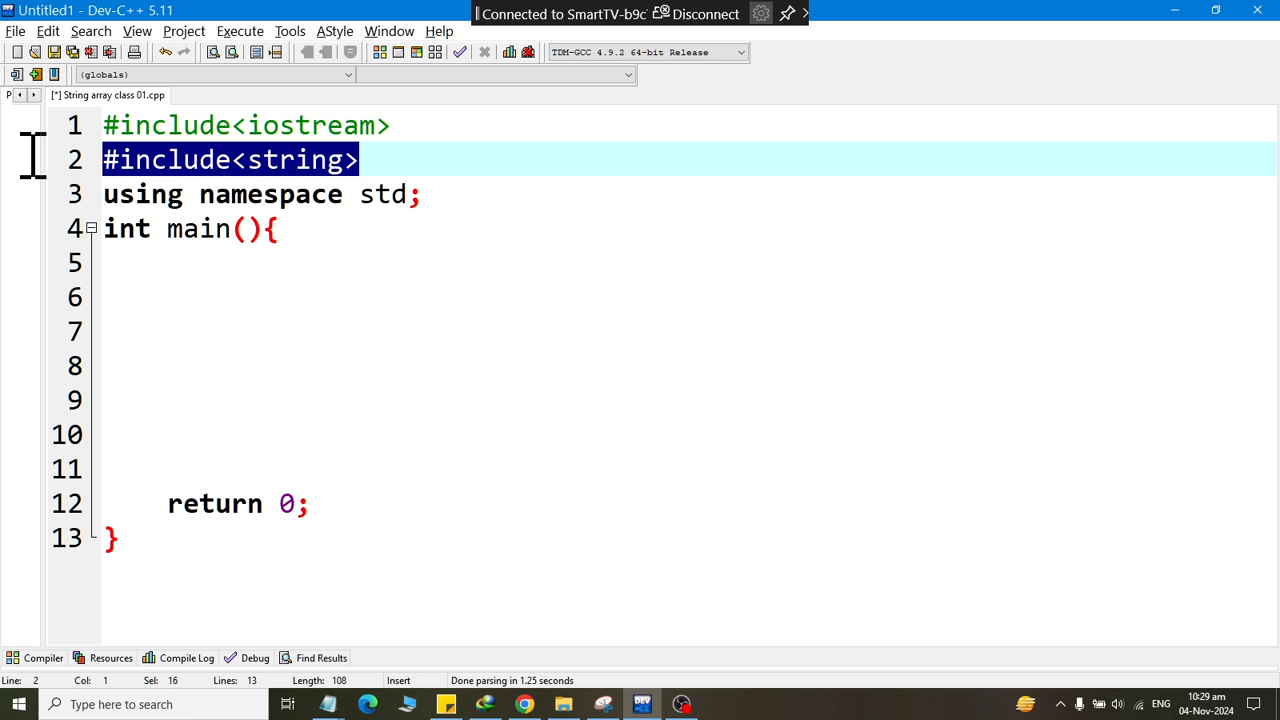 Untitled1 - Dev-C++ 5.11
Connected to SmartTV-b9c Disconnect
File Edit Search View Project Execute Tools AStyle Window Help
TDM-GCC 4.9.2 64-bit Release
(globals)
P [*] String array class 01.cpp
1 #include<iostream>
2 #include<string>
3 using namespace std;
4 int main(){
5
6
7
8
9
10
11
12 return 0;
13 }
Compiler Resources Compile Log Debug Find Results
Line: 2 Col: 1 Sel: 16 Lines: 13 Length: 108 Insert Done parsing in 1.25 seconds
Type here to search
ENG
10:29 am
04-Nov-2024